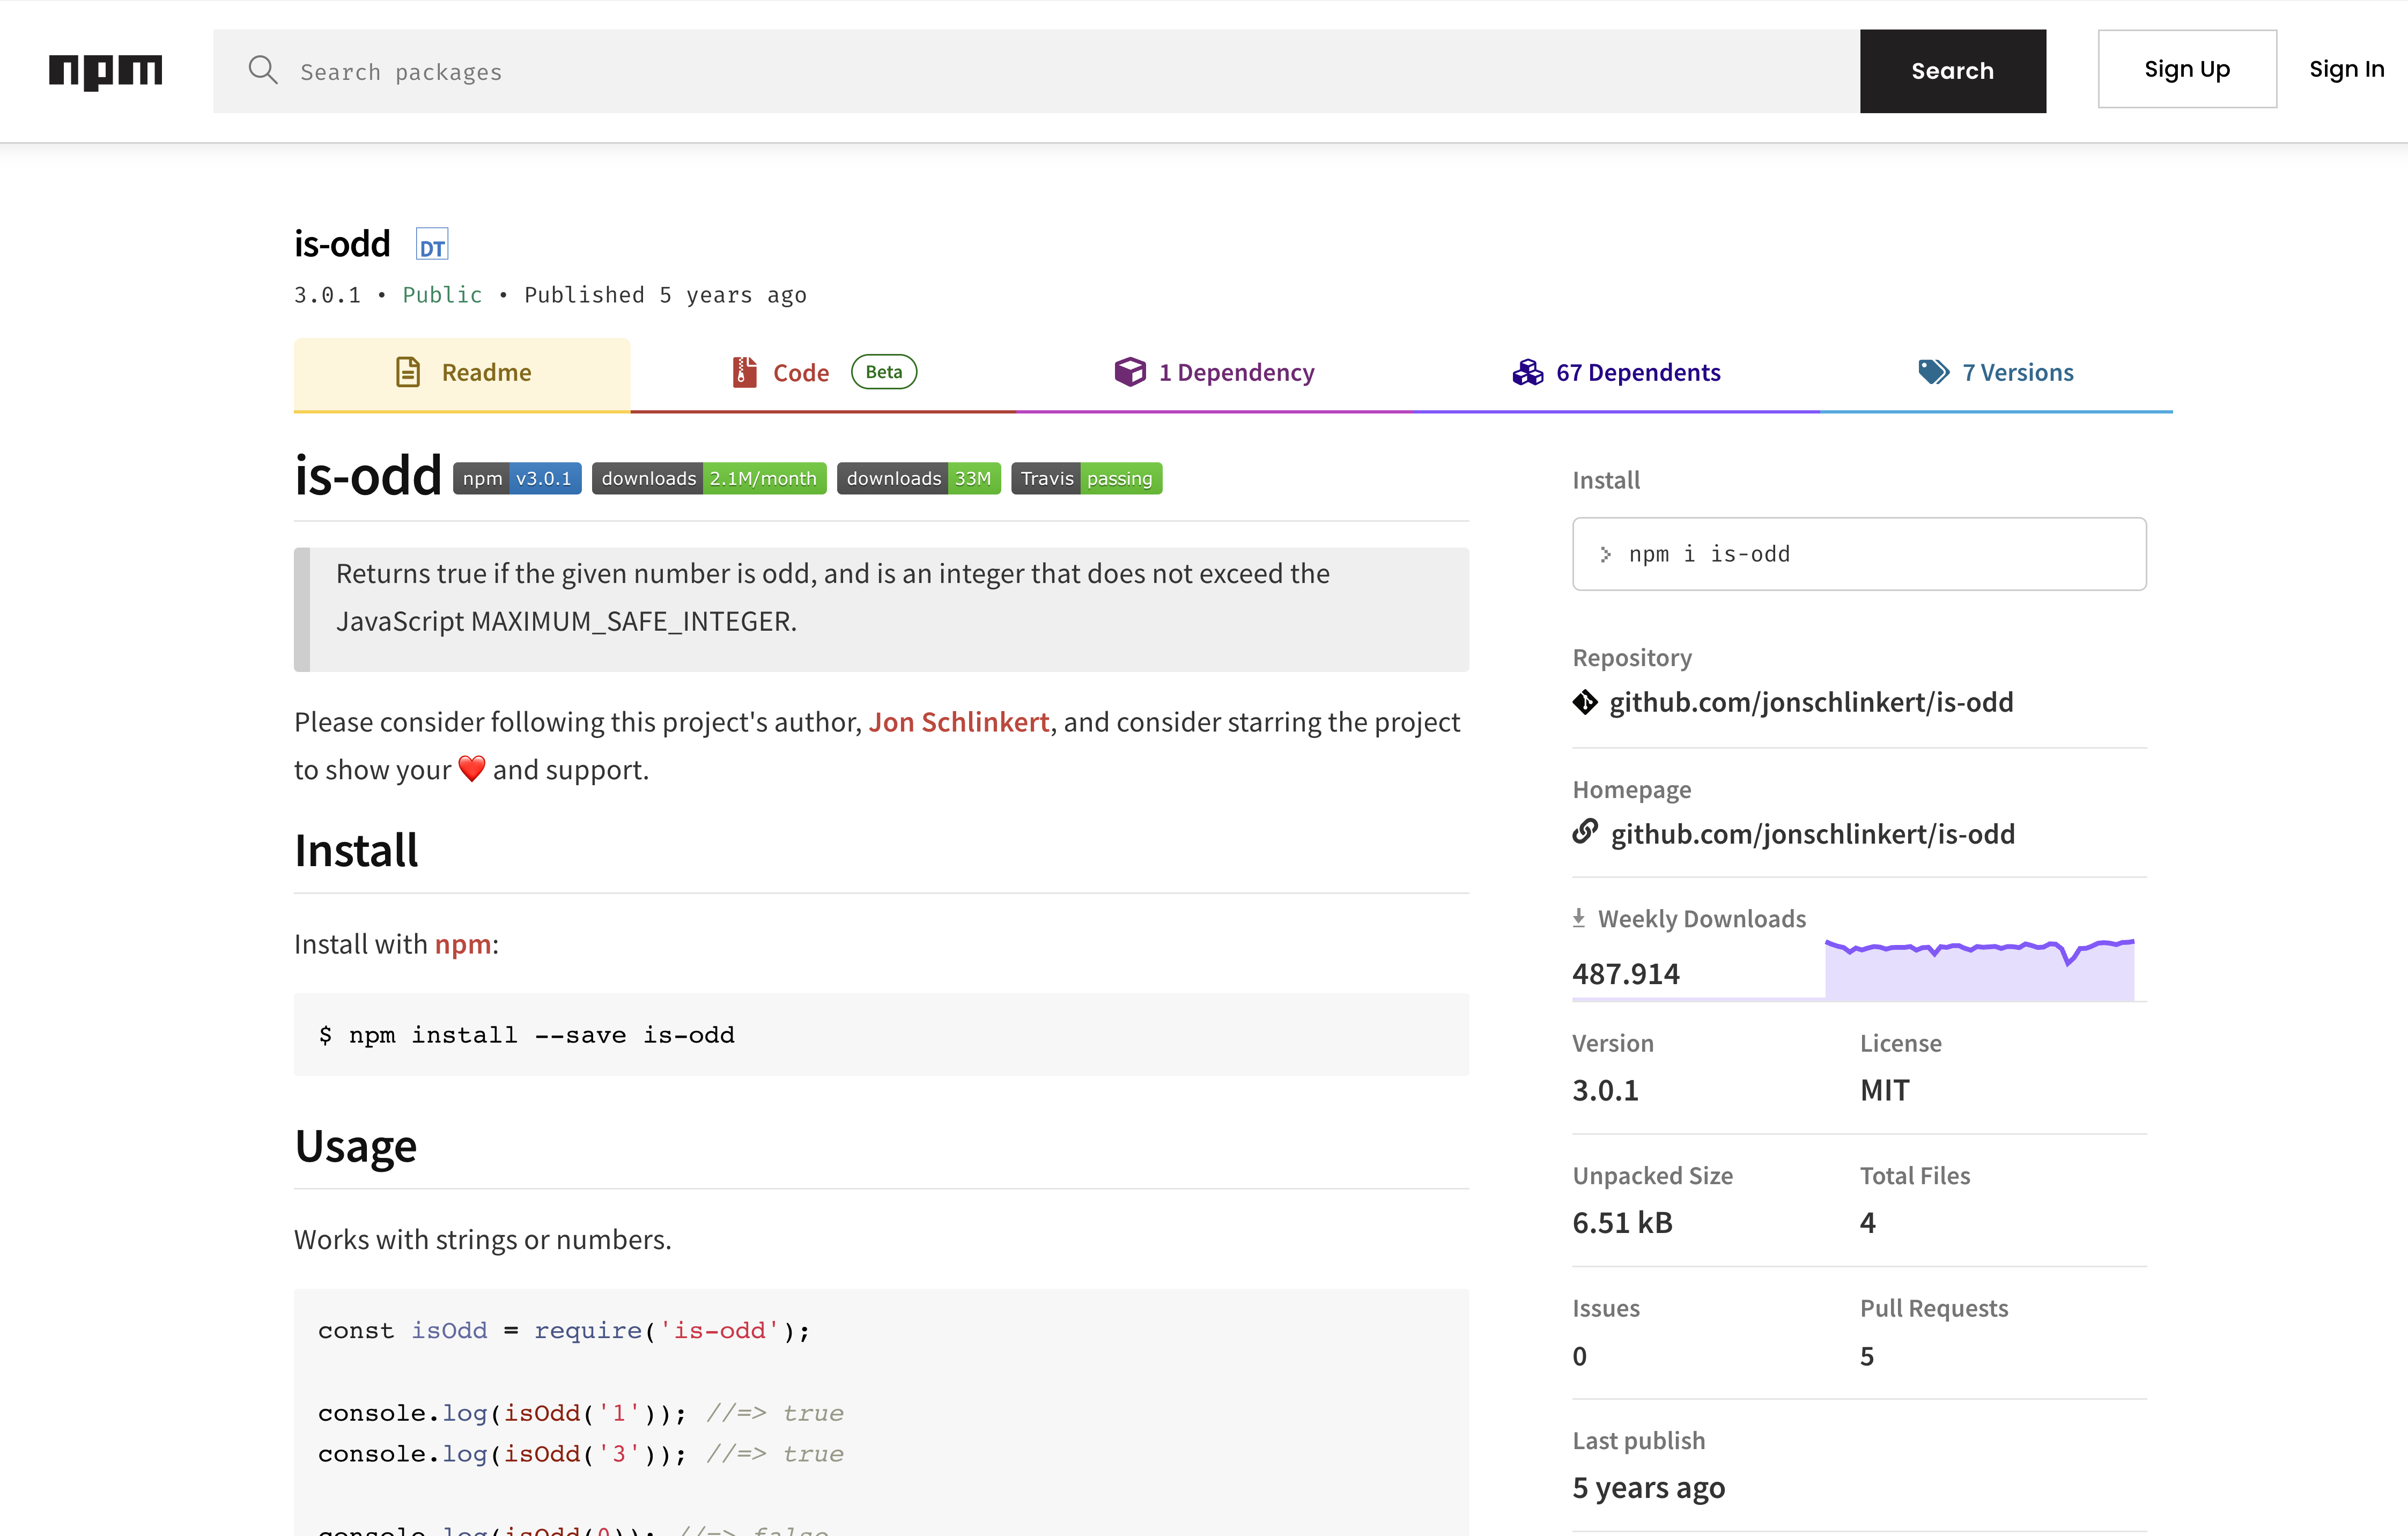 npm
Search packages
Search
Sign Up
Sign In
is-odd DT
3.0.1 • Public • Published 5 years ago
Readme
Code Beta
1 Dependency
67 Dependents
7 Versions
is-odd npm v3.0.1 downloads 2.1M/month downloads 33M Travis passing
Returns true if the given number is odd, and is an integer that does not exceed the
JavaScript MAXIMUM_SAFE_INTEGER.
Please consider following this project's author, Jon Schlinkert, and consider starring the project
to show your ❤️ and support.
Install
Install with npm:
$ npm install --save is-odd
Usage
Works with strings or numbers.
const isOdd = require('is-odd');
console.log(isOdd('1')); //=> true
console.log(isOdd('3')); //=> true
console.log(isOdd(0)); //=> false
Install
> npm i is-odd
Repository
github.com/jonschlinkert/is-odd
Homepage
github.com/jonschlinkert/is-odd
Weekly Downloads
487.914
Version
License
3.0.1
MIT
Unpacked Size
Total Files
6.51 kB
4
Issues
Pull Requests
0
5
Last publish
5 years ago